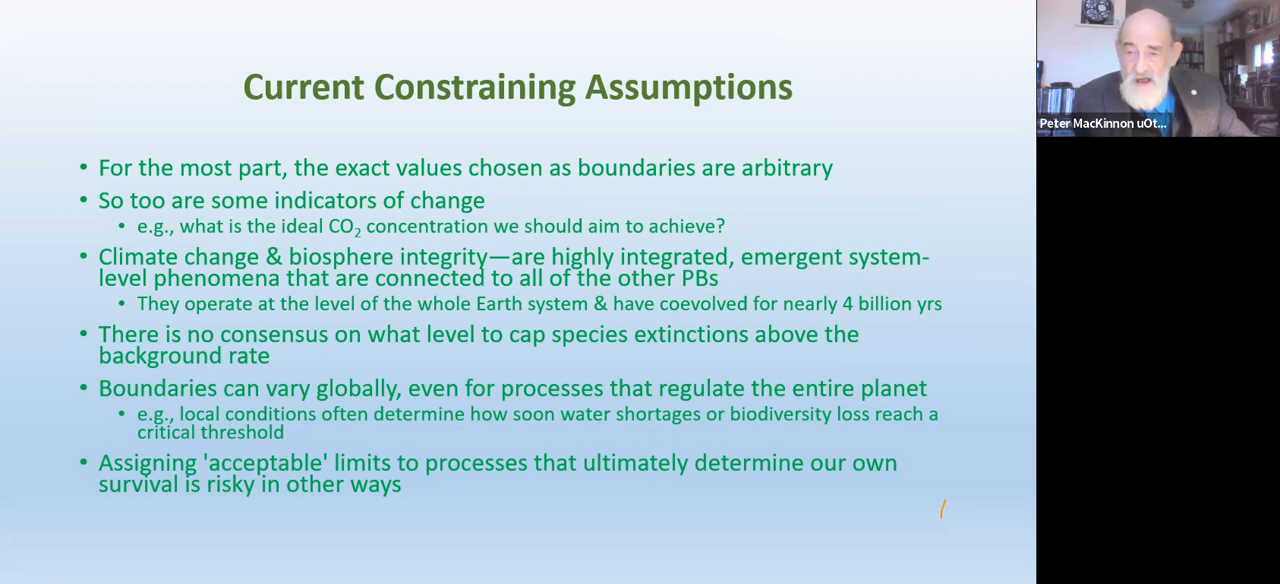 Current Constraining Assumptions
• For the most part, the exact values chosen as boundaries are arbitrary
• So too are some indicators of change
• e.g., what is the ideal CO₂ concentration we should aim to achieve?
• Climate change & biosphere integrity—are highly integrated, emergent system-
level phenomena that are connected to all of the other PBs
• They operate at the level of the whole Earth system & have coevolved for nearly 4 billion yrs
• There is no consensus on what level to cap species extinctions above the
background rate
• Boundaries can vary globally, even for processes that regulate the entire planet
• e.g., local conditions often determine how soon water shortages or biodiversity loss reach a
critical threshold
• Assigning 'acceptable' limits to processes that ultimately determine our own
survival is risky in other ways
Peter MacKinnon uOt...